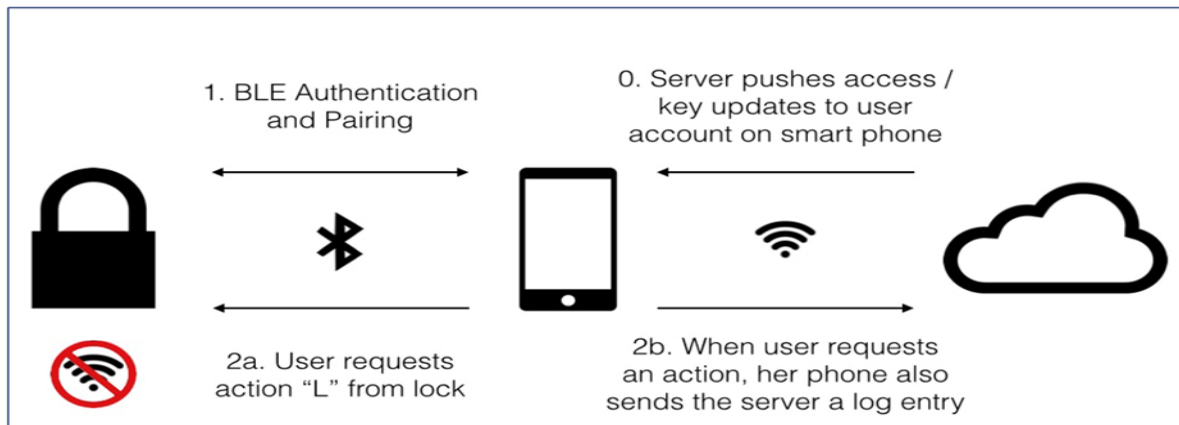 1. BLE Authentication
and Pairing
0. Server pushes access /
key updates to user
account on smart phone
2a. User requests
action “L” from lock
2b. When user requests
an action, her phone also
sends the server a log entry